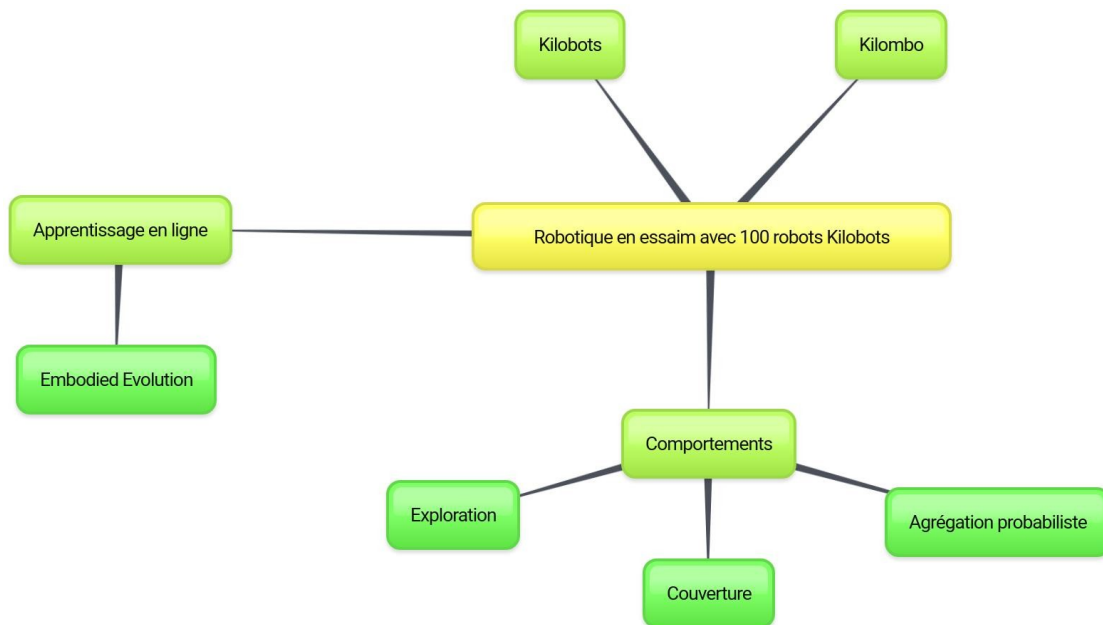 Kilobots
Kilombo
Apprentissage en ligne
Robotique en essaim avec 100 robots Kilobots
Embodied Evolution
Comportements
Exploration
Agrégation probabiliste
Couverture